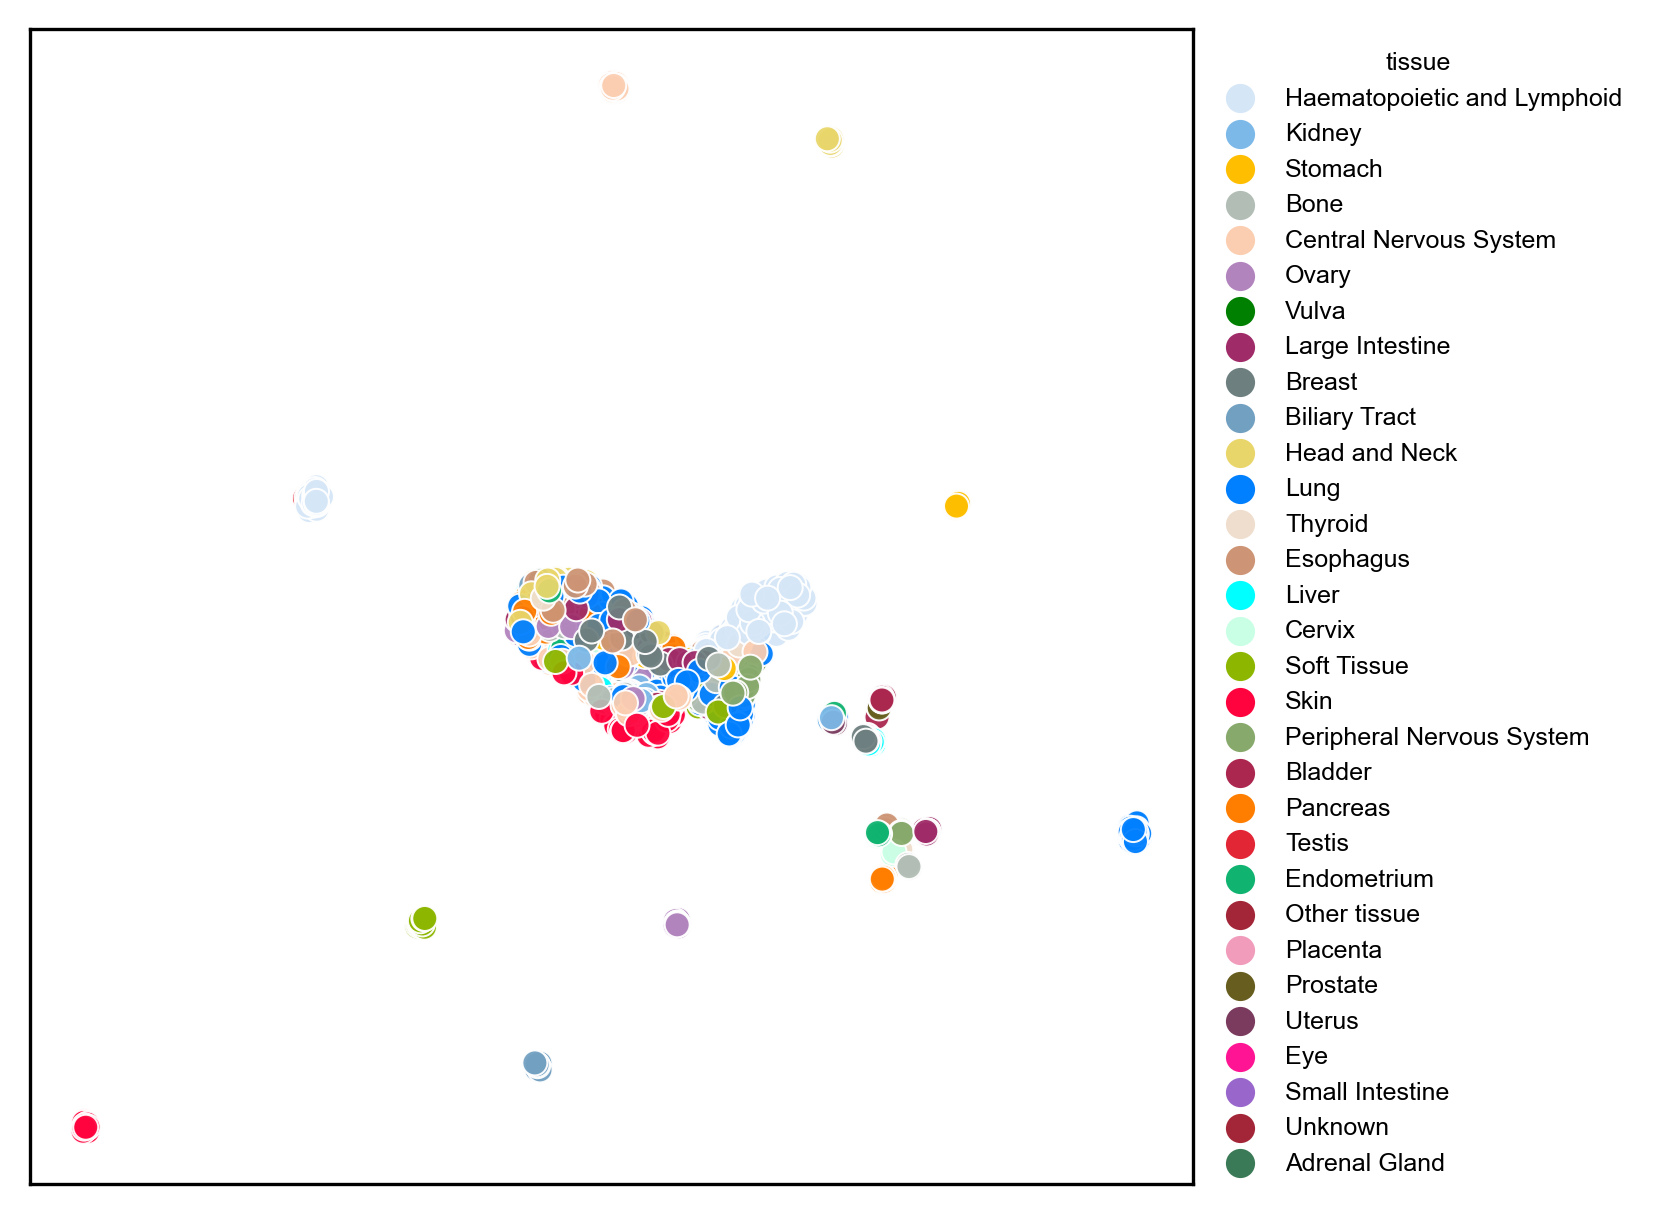 tissue
Haematopoietic and Lymphoid
Kidney
Stomach
Bone
Central Nervous System
Ovary
Vulva
Large Intestine
Breast
Biliary Tract
Head and Neck
Lung
Thyroid
Esophagus
Liver
Cervix
Soft Tissue
Skin
Peripheral Nervous System
Bladder
Pancreas
Testis
Endometrium
Other tissue
Placenta
Prostate
Uterus
Eye
Small Intestine
Unknown
Adrenal Gland